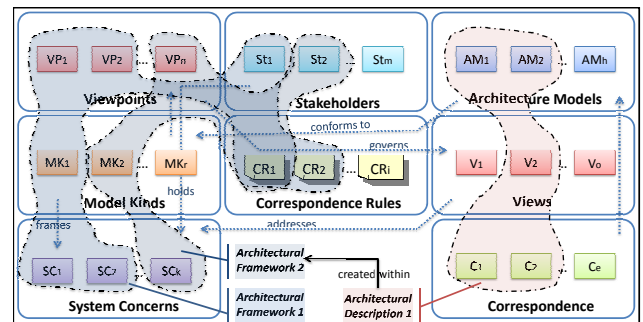 VP1 VP2 ... VPn
St1 St2 ... Stm
AM1 AM2 ... AMh
Viewpoints
Stakeholders
Architecture Models
conforms to
governs
MK1 MK2 ... MKr
CR1 CR2 ... CRi
V1 V2 ... Vo
holds
Model Kinds
Correspondence Rules
Views
frames
addresses
SC1 SC2 ... SCk
Architectural
Framework 2
created within
C1 C2 ... Ce
Architectural
Framework 1
Architectural
Description 1
System Concerns
Correspondence